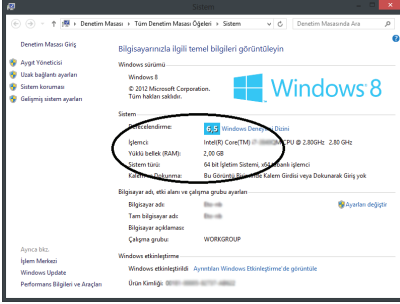 Sistem
Denetim Masası
Tüm Denetim Masası Öğeleri
Sistem
Denetim Masasında Ara
Denetim Masası Giriş
Aygıt Yöneticisi
Uzak bağlantı ayarları
Sistem koruması
Gelişmiş sistem ayarları
Bilgisayarınızla ilgili temel bilgileri görüntüleyin
Windows sürümü
Windows 8
© 2012 Microsoft Corporation.
Tüm hakları saklıdır.
Windows 8
Sistem
Derecelendirme: 6,5 Windows Deneyimi Dizini
İşlemci: Intel(R) Core(TM) CPU @ 2.80GHz 2.80 GHz
Yüklü bellek (RAM): 2,00 GB
Sistem türü: 64 bit İşletim Sistemi, x64 tabanlı işlemci
Kalem ve Dokunma: Bu Görüntü Biriminde Kalem Girdisi veya Dokunarak Giriş yok
Bilgisayar adı, etki alanı ve çalışma grubu ayarları
Bilgisayar adı:
Ayarları değiştir
Tam bilgisayar adı:
Bilgisayar açıklaması:
Çalışma grubu: WORKGROUP
Windows etkinleştirme
Windows etkinleştirildi Ayrıntıları Windows Etkinleştirme'de görüntüle
Ürün Kimliği:
Ayrıca bkz.
İşlem Merkezi
Windows Update
Performans Bilgileri ve Araçları